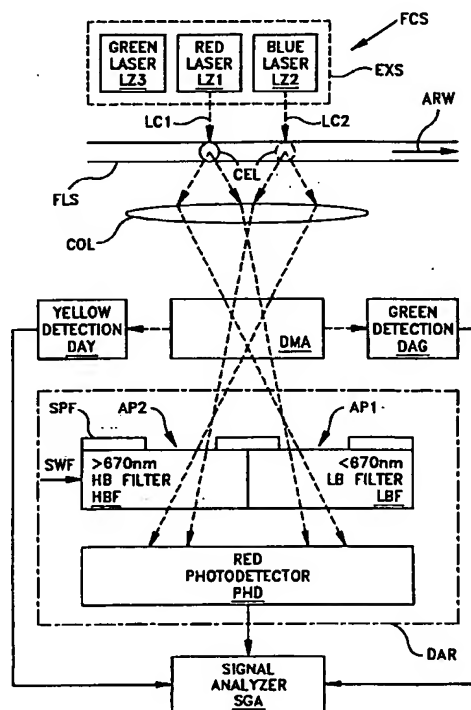 FCS
GREEN LASER LZ3
RED LASER LZ1
BLUE LASER LZ2
EXS
LC1
LC2
ARW
CEL
FLS
COL
YELLOW DETECTION DAY
DMA
GREEN DETECTION DAG
SPF
AP2
AP1
SWF
>670nm HB FILTER HBF
<670nm LB FILTER LBF
RED PHOTODETECTOR PHD
DAR
SIGNAL ANALYZER SGA